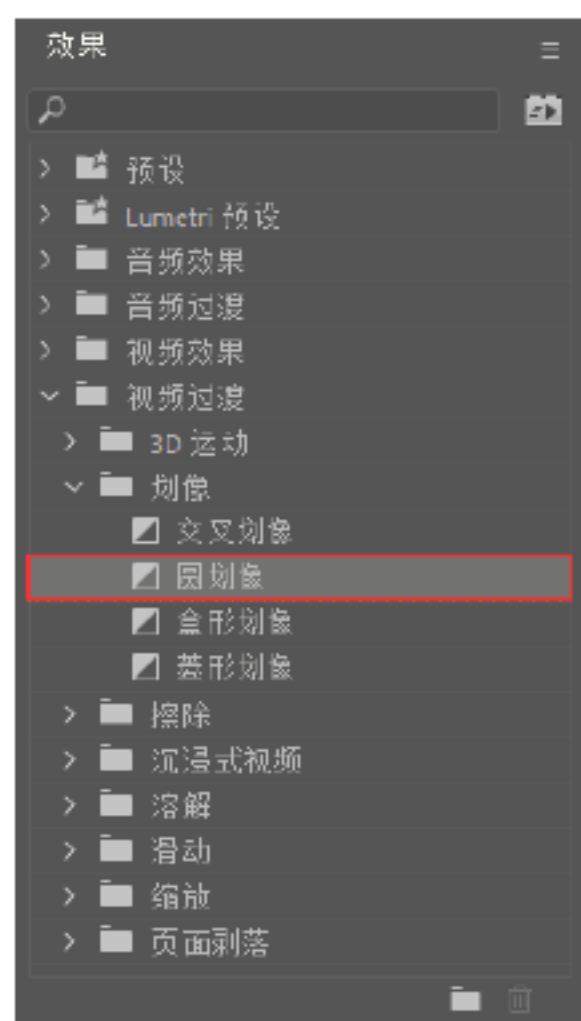 效果
预设
Lumetri 预设
音频效果
音频过渡
视频效果
视频过渡
3D 运动
划像
交叉划像
圆划像
盒形划像
菱形划像
擦除
沉浸式视频
溶解
滑动
缩放
页面剥落